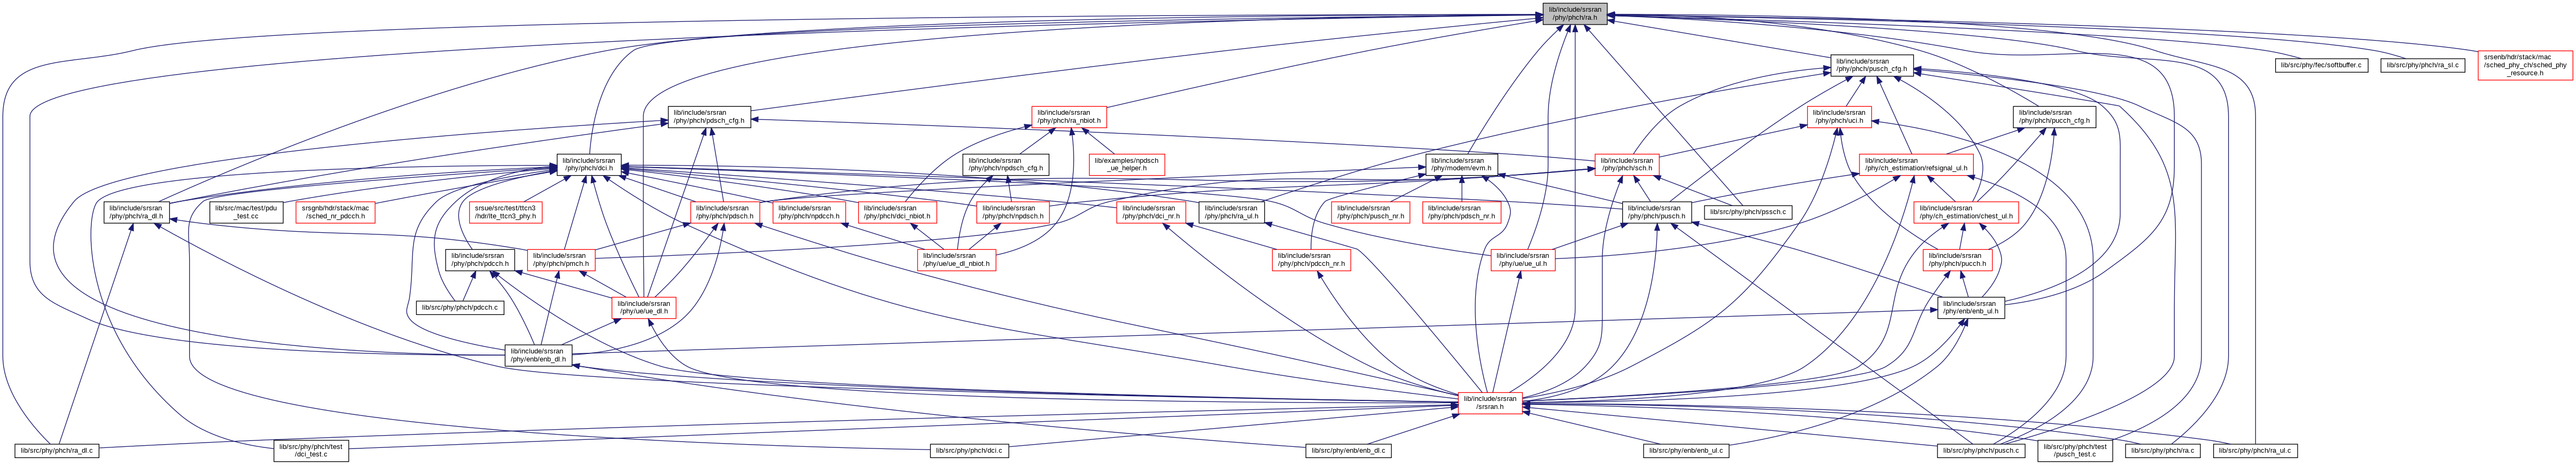 lib/include/srsran
/phy/phch/ra.h
lib/include/srsran
/phy/phch/pusch_cfg.h
lib/src/phy/fec/softbuffer.c
lib/src/phy/phch/ra_sl.c
srsenb/hdr/stack/mac
/sched_phy_ch/sched_phy
_resource.h
lib/include/srsran
/phy/phch/pdsch_cfg.h
lib/include/srsran
/phy/phch/ra_nbiot.h
lib/include/srsran
/phy/phch/uci.h
lib/include/srsran
/phy/phch/pucch_cfg.h
lib/include/srsran
/phy/phch/dci.h
lib/include/srsran
/phy/phch/npdsch_cfg.h
lib/examples/npdsch
_ue_helper.h
lib/include/srsran
/phy/modem/evm.h
lib/include/srsran
/phy/phch/sch.h
lib/include/srsran
/phy/ch_estimation/refsignal_ul.h
lib/include/srsran
/phy/phch/ra_dl.h
lib/src/mac/test/pdu
_test.cc
srsgnb/hdr/stack/mac
/sched_nr_pdcch.h
srsue/src/test/ttcn3
/hdr/lte_ttcn3_phy.h
lib/include/srsran
/phy/phch/pdsch.h
lib/include/srsran
/phy/phch/npdcch.h
lib/include/srsran
/phy/phch/dci_nbiot.h
lib/include/srsran
/phy/phch/npdsch.h
lib/include/srsran
/phy/phch/dci_nr.h
lib/include/srsran
/phy/phch/ra_ul.h
lib/include/srsran
/phy/phch/pusch_nr.h
lib/include/srsran
/phy/phch/pdsch_nr.h
lib/include/srsran
/phy/phch/pusch.h
lib/src/phy/phch/pssch.c
lib/include/srsran
/phy/ch_estimation/chest_ul.h
lib/include/srsran
/phy/phch/pdcch.h
lib/include/srsran
/phy/phch/pmch.h
lib/include/srsran
/phy/ue/ue_dl_nbiot.h
lib/include/srsran
/phy/phch/pdcch_nr.h
lib/include/srsran
/phy/ue/ue_ul.h
lib/include/srsran
/phy/phch/pucch.h
lib/src/phy/phch/pdcch.c
lib/include/srsran
/phy/ue/ue_dl.h
lib/include/srsran
/phy/enb/enb_ul.h
lib/include/srsran
/phy/enb/enb_dl.h
lib/include/srsran
/srsran.h
lib/src/phy/phch/ra_dl.c
lib/src/phy/phch/test
/dci_test.c
lib/src/phy/phch/dci.c
lib/src/phy/enb/enb_dl.c
lib/src/phy/enb/enb_ul.c
lib/src/phy/phch/pusch.c
lib/src/phy/phch/test
/pusch_test.c
lib/src/phy/phch/ra.c
lib/src/phy/phch/ra_ul.c